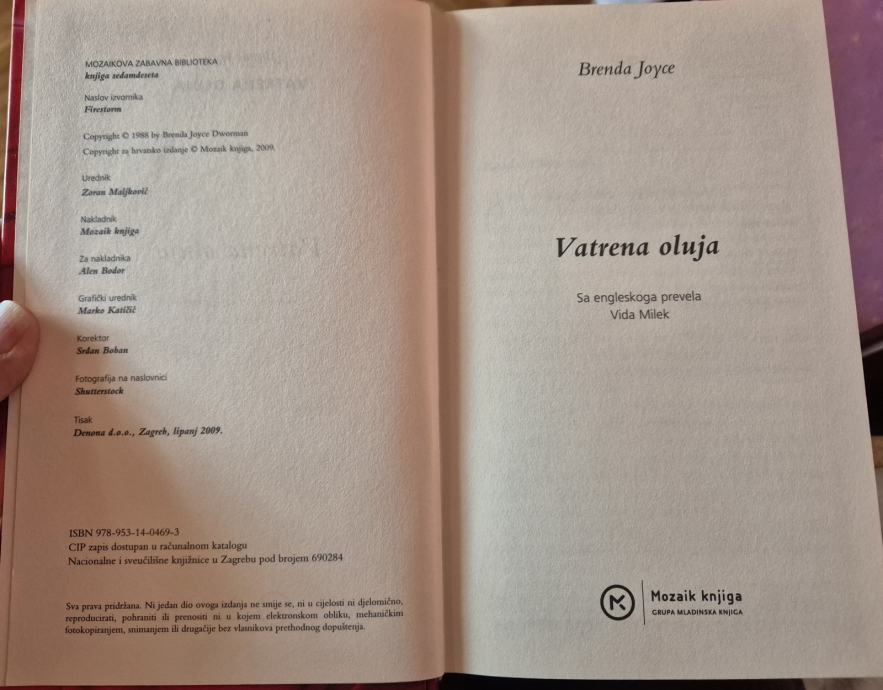 MOZAIKOVA ZABAVNA BIBLIOTEKA
knjiga sedamdeseta
Naslov izvornika
Firestorm
Copyright © 1988 by Brenda Joyce Dworman
Copyright za hrvatsko izdanje © Mozaik knjiga, 2009.
Urednik
Zoran Maljković
Nakladnik
Mozaik knjiga
Za nakladnika
Alen Bodor
Grafički urednik
Marko Katičić
Korektor
Srđan Boban
Fotografija na naslovnici
Shutterstock
Tisak
Denona d.o.o., Zagreb, lipanj 2009.
ISBN 978-953-14-0469-3
CIP zapis dostupan u računalnom katalogu
Nacionalne i sveučilišne knjižnice u Zagrebu pod brojem 690284
Sva prava pridržana. Ni jedan dio ovoga izdanja ne smije se, ni u cijelosti ni djelomično,
reproducirati, pohraniti ili prenositi ni u kojem elektronskom obliku, mehaničkim
fotokopiranjem, snimanjem ili drugačije bez vlasnikova prethodnog dopuštenja.
Brenda Joyce
Vatrena oluja
Sa engleskoga prevela
Vida Milek
Mozaik knjiga
GRUPA MLADINSKA KNJIGA